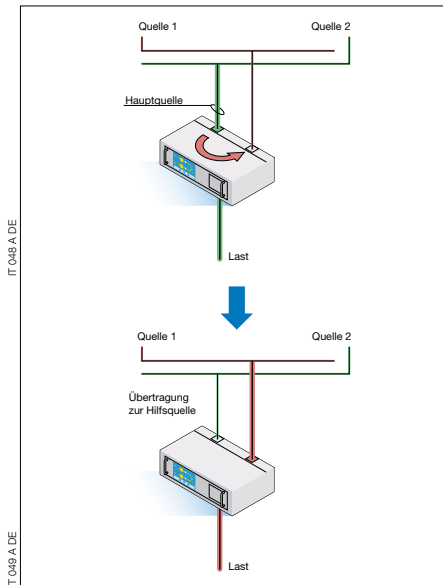 Quelle 1
Quelle 2
Hauptquelle
Last
IT 048 A DE
Quelle 1
Quelle 2
Übertragung
zur Hilfsquelle
Last
IT 049 A DE